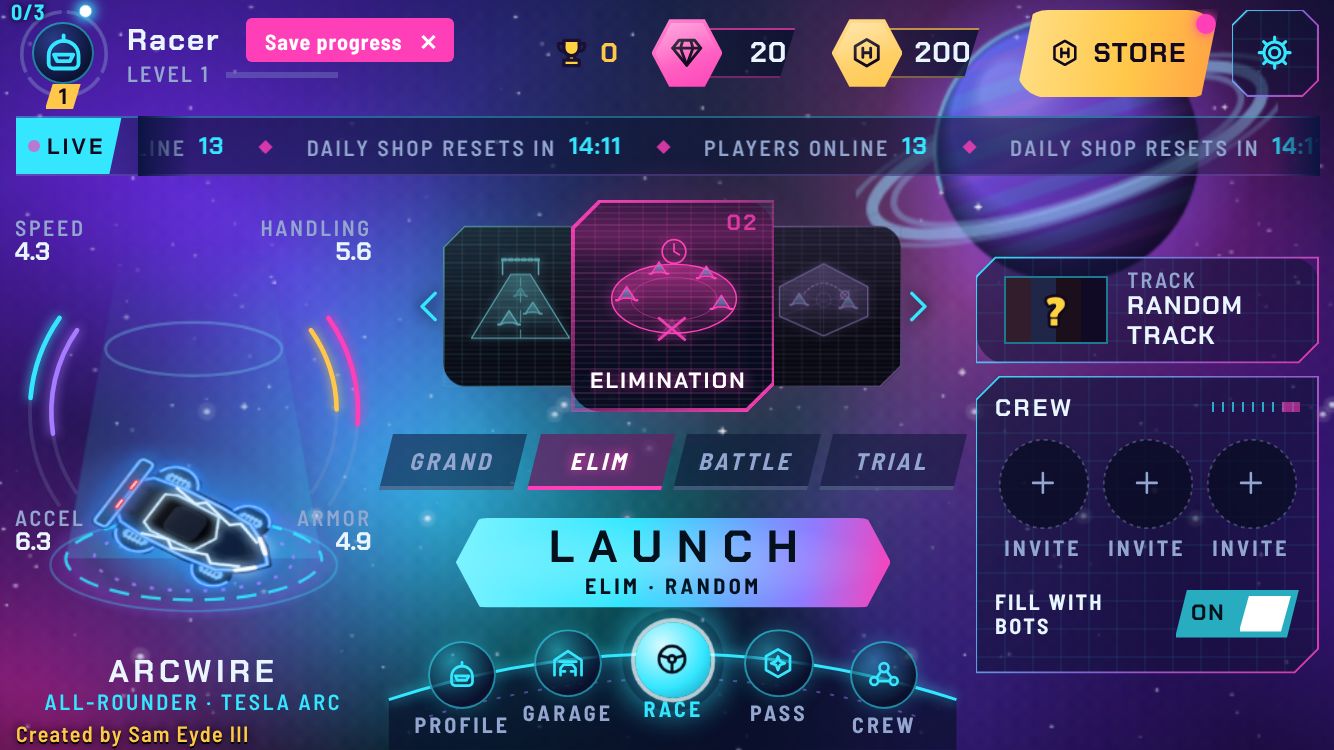 0/3
Racer
Save progress ×
LEVEL 1
1
0
20
200
STORE
LIVE
INE 13 ◆ DAILY SHOP RESETS IN 14:11 ◆ PLAYERS ONLINE 13 ◆ DAILY SHOP RESETS IN 14:1
SPEED
4.3
HANDLING
5.6
02
ELIMINATION
TRACK
RANDOM
TRACK
?
CREW
GRAND
ELIM
BATTLE
TRIAL
ACCEL
6.3
ARMOR
4.9
LAUNCH
ELIM · RANDOM
INVITE
INVITE
INVITE
FILL WITH
BOTS
ON
ARCWIRE
ALL-ROUNDER · TESLA ARC
Created by Sam Eyde III
PROFILE
GARAGE
RACE
PASS
CREW